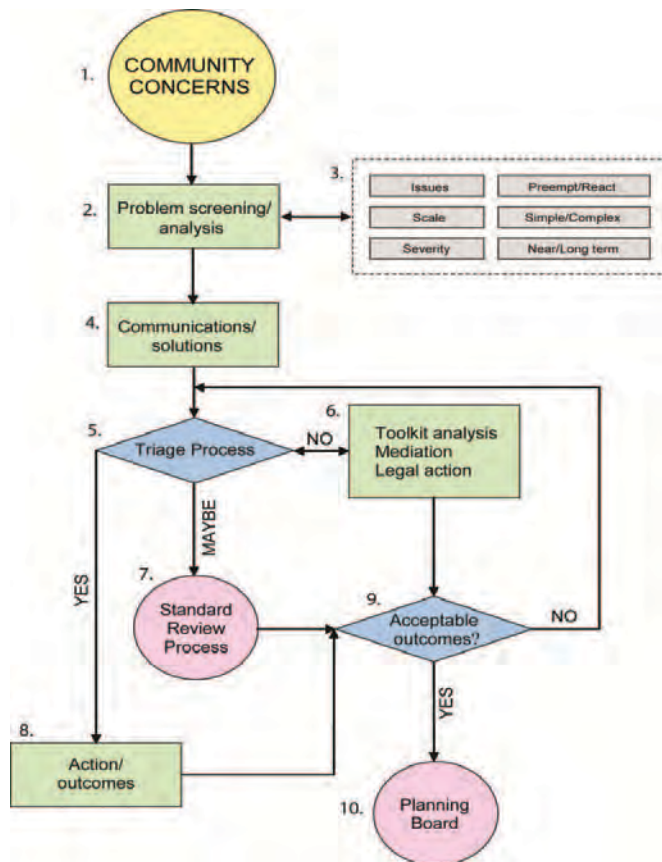 1.
COMMUNITY
CONCERNS
2.
Problem screening/
analysis
3.
Issues
Preempt/React
Scale
Simple/Complex
Severity
Near/Long term
4.
Communications/
solutions
5.
Triage Process
NO
6.
Toolkit analysis
Mediation
Legal action
MAYBE
YES
7.
Standard
Review
Process
9.
Acceptable
outcomes?
NO
YES
8.
Action/
outcomes
10.
Planning
Board